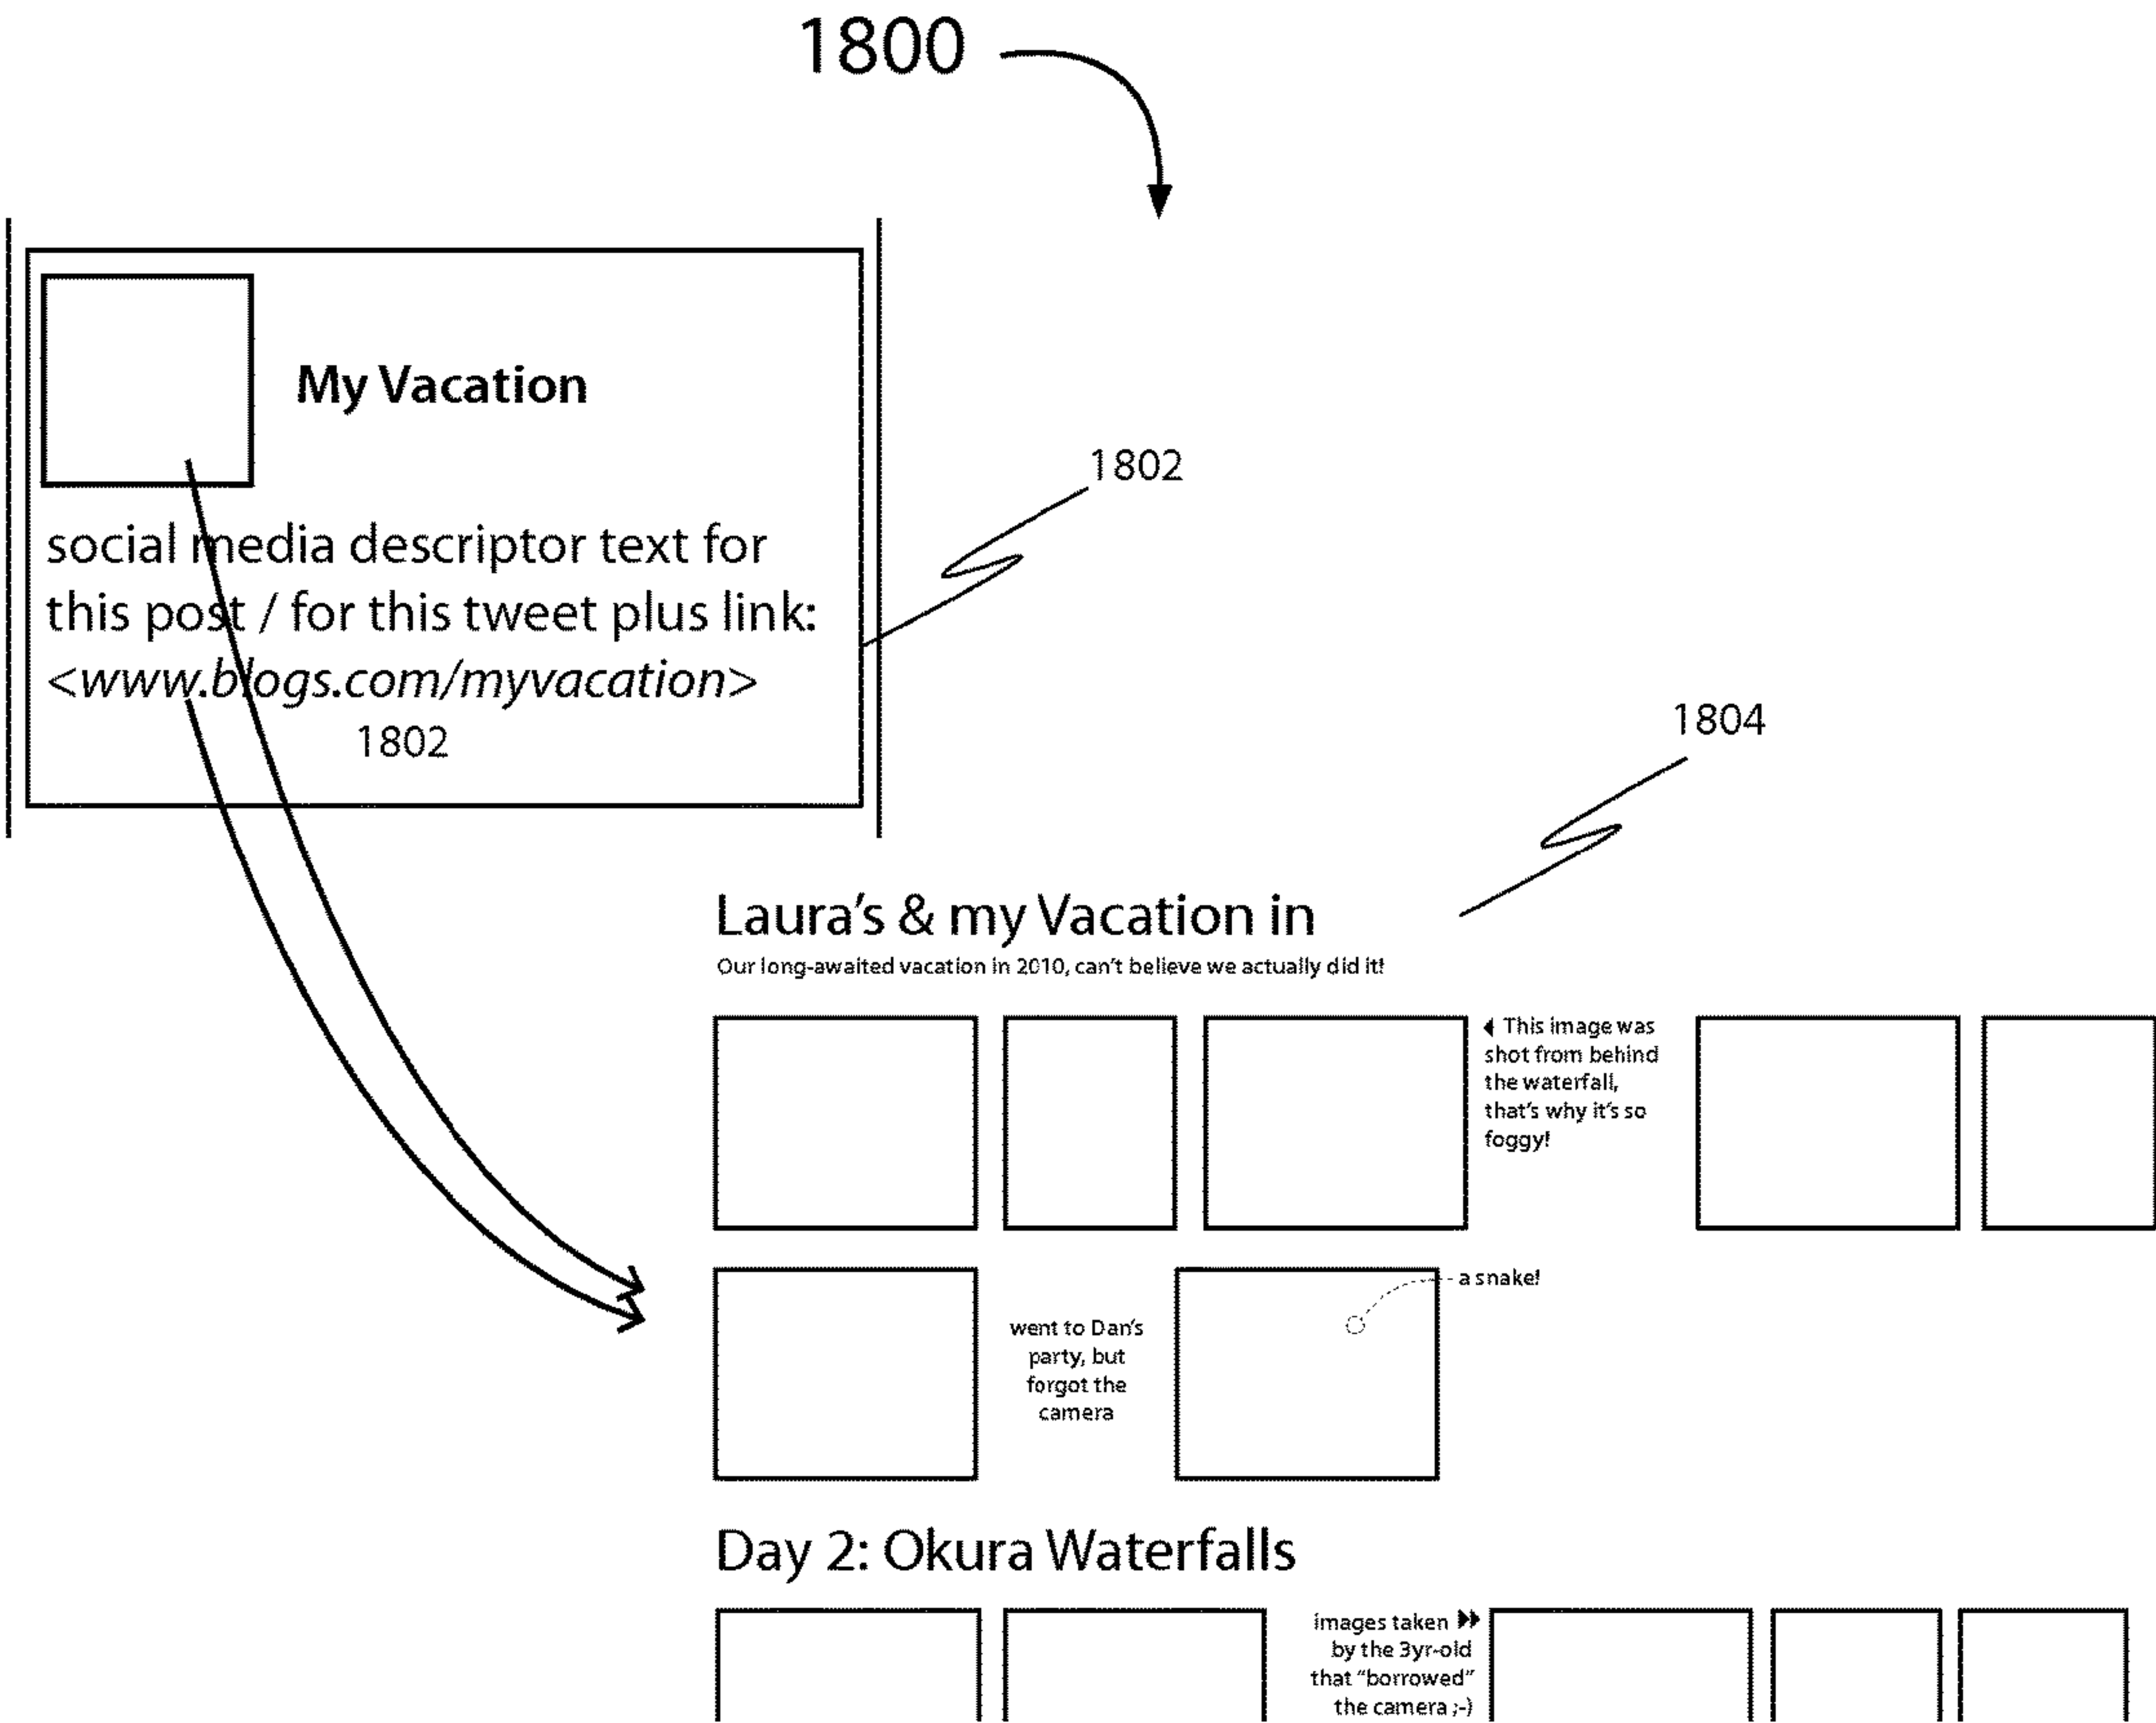 1800
My Vacation
social media descriptor text for
this post / for this tweet plus link:
<www.blogs.com/myvacation>
1802
1802
1804
Laura's & my Vacation in
Our long-awaited vacation in 2010, can't believe we actually did it!
◀ This image was
shot from behind
the waterfall,
that's why it's so
foggy!
went to Dan's
party, but
forgot the
camera
a snake!
Day 2: Okura Waterfalls
images taken ▶▶
by the 3yr-old
that "borrowed"
the camera ;-)